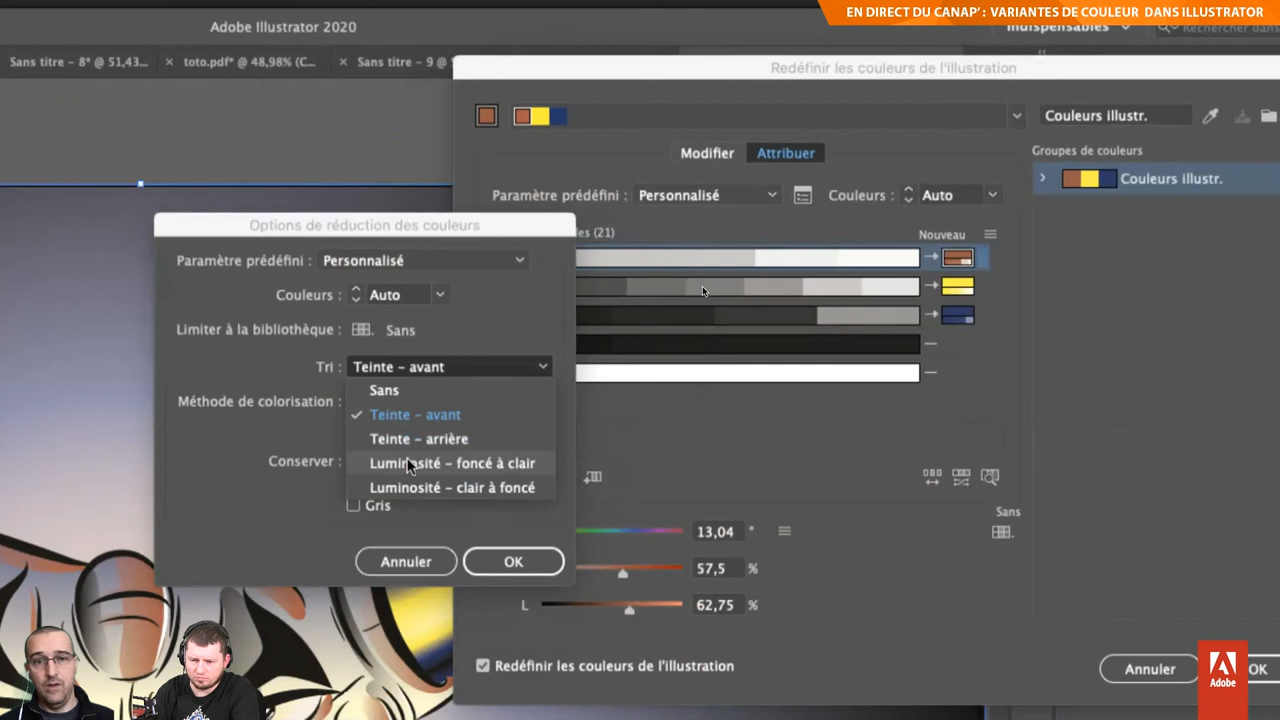 EN DIRECT DU CANAP' : VARIANTES DE COULEUR DANS ILLUSTRATOR
Adobe Illustrator 2020
Indispensables
Rechercher dans
Sans titre - 8* @ 51,43...
× toto.pdf* @ 48,98% (C...
× Sans titre - 9 @
Redéfinir les couleurs de l'illustration
Couleurs illustr.
Modifier
Attribuer
Groupes de couleurs
Couleurs illustr.
Paramètre prédéfini : Personnalisé
Couleurs : Auto
les (21)
Nouveau
Options de réduction des couleurs
Paramètre prédéfini : Personnalisé
Couleurs : Auto
Limiter à la bibliothèque : Sans
Tri : Teinte - avant
Sans
Teinte - avant
Teinte - arrière
Luminosité - foncé à clair
Luminosité - clair à foncé
Méthode de colorisation :
Conserver :
Gris
Annuler
OK
Sans
13,04 °
57,5 %
L 62,75 %
Redéfinir les couleurs de l'illustration
Annuler
OK
Adobe